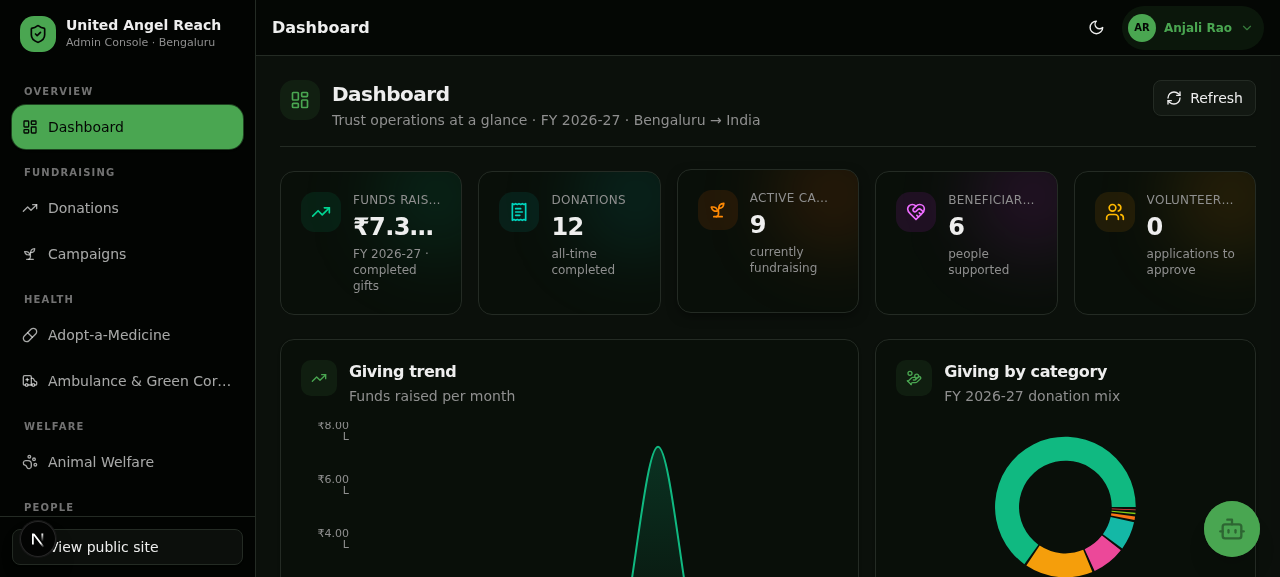 United Angel Reach
Admin Console · Bengaluru
OVERVIEW
Dashboard
FUNDRAISING
Donations
Campaigns
HEALTH
Adopt-a-Medicine
Ambulance & Green Cor...
WELFARE
Animal Welfare
PEOPLE
N
View public site
Dashboard
AR
Anjali Rao
Dashboard
Trust operations at a glance · FY 2026-27 · Bengaluru → India
Refresh
FUNDS RAIS...
₹7.3...
FY 2026-27 ·
completed
gifts
DONATIONS
12
all-time
completed
ACTIVE CA...
9
currently
fundraising
BENEFICIAR...
6
people
supported
VOLUNTEER...
0
applications to
approve
Giving trend
Funds raised per month
₹8.00
L
₹6.00
L
₹4.00
L
Giving by category
FY 2026-27 donation mix